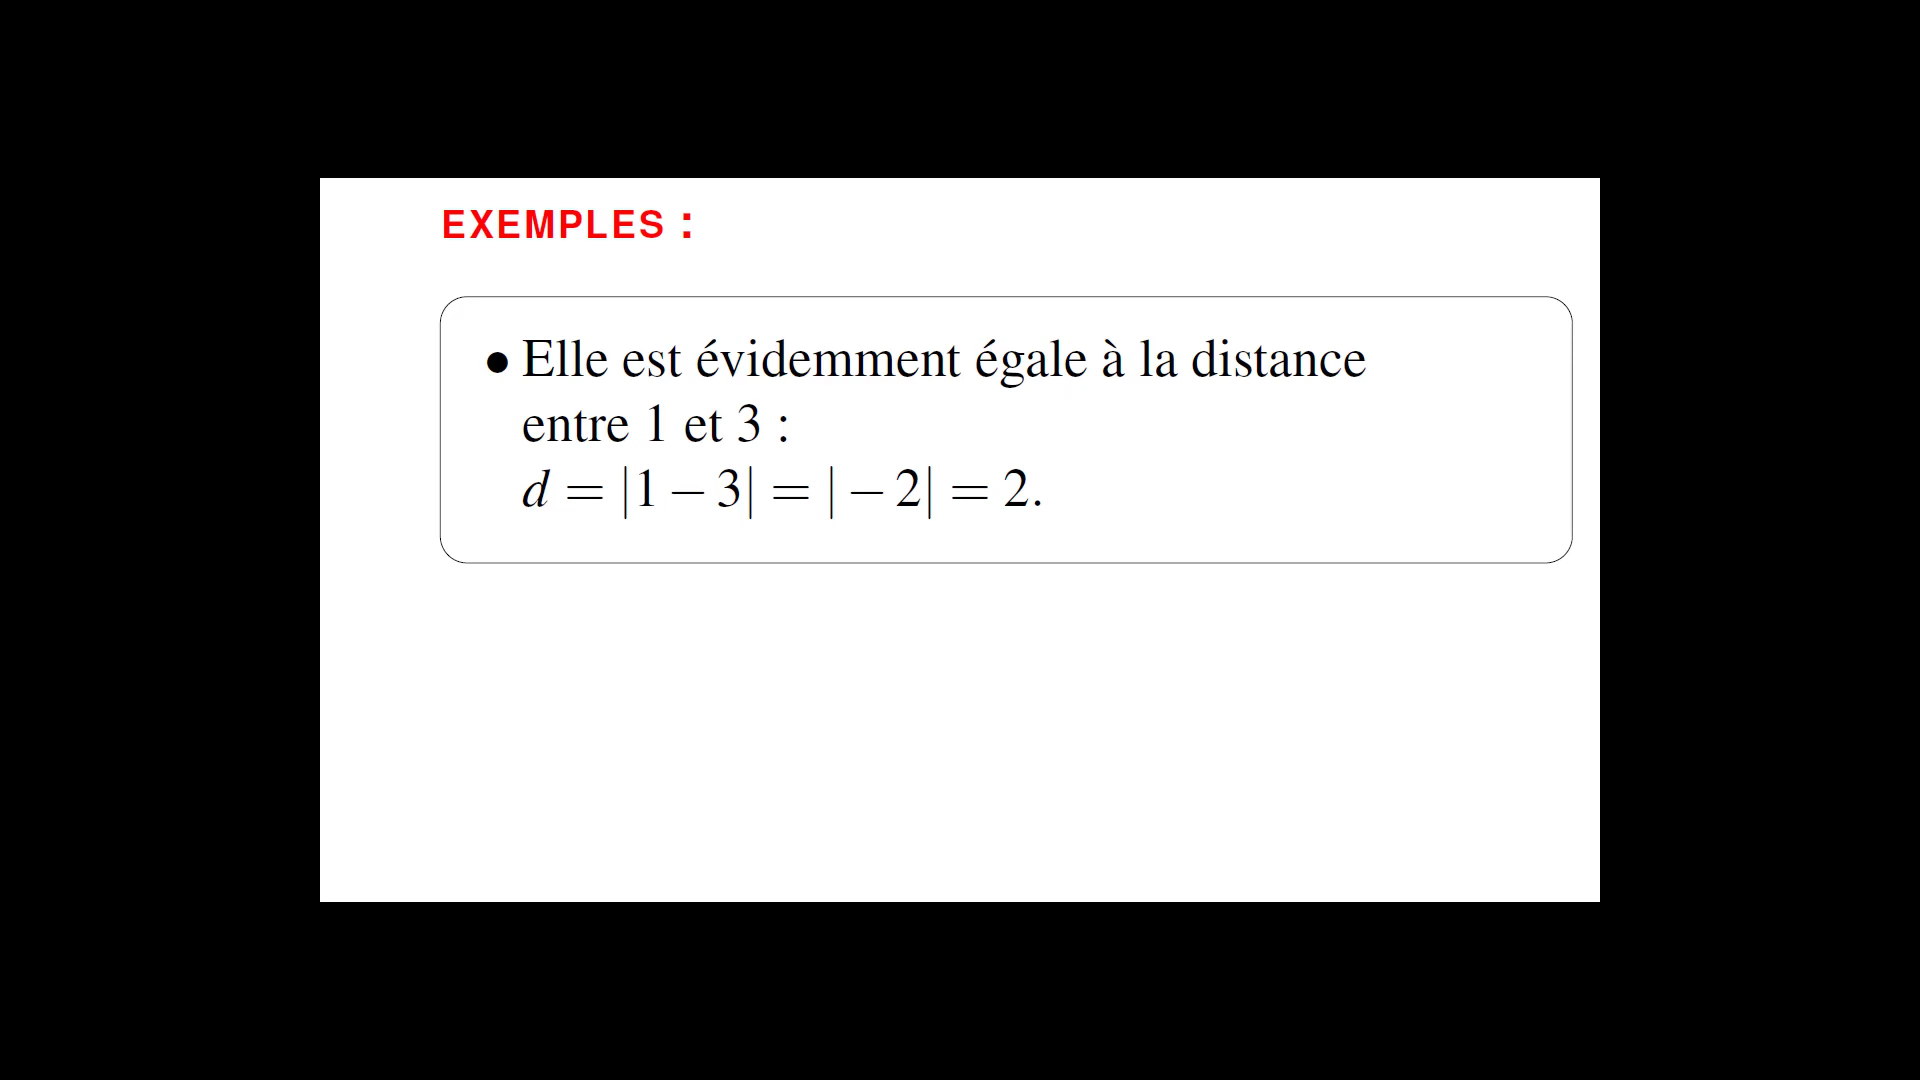 EXEMPLES :
• Elle est évidemment égale à la distance
entre 1 et 3 :
d = |1 − 3| = | − 2| = 2.